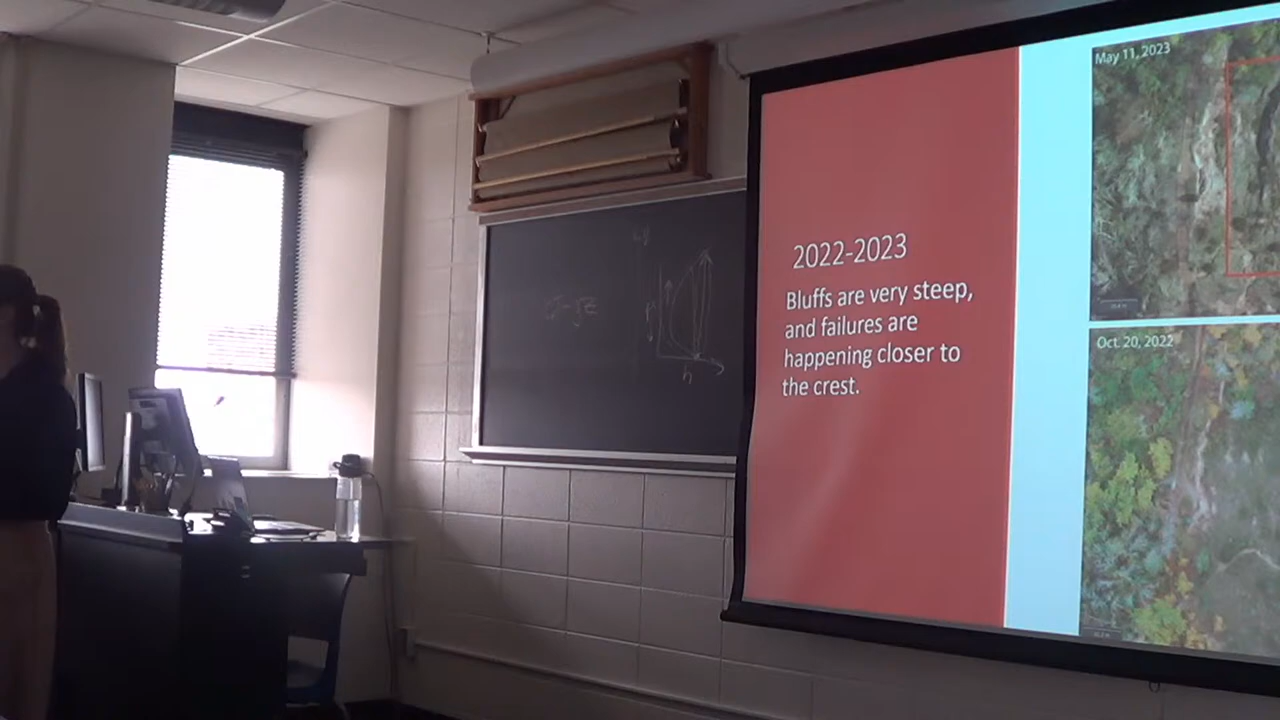 2022-2023
Bluffs are very steep,
and failures are
happening closer to
the crest.
May 11, 2023
Oct. 20, 2022